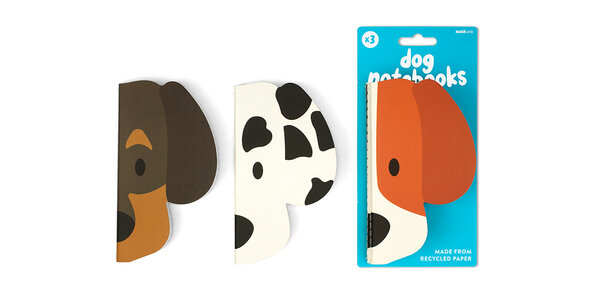 x3
dog
notebooks
MADE FROM
RECYCLED PAPER